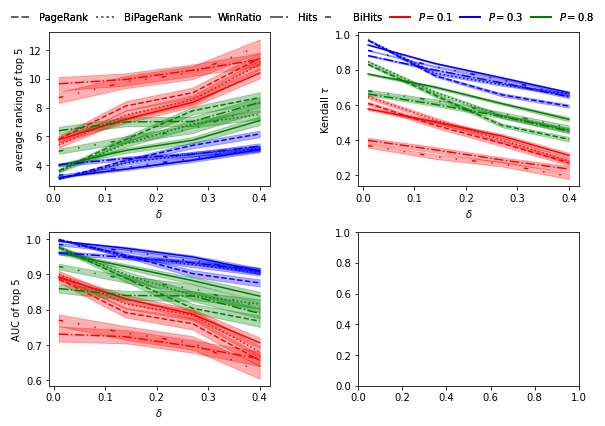 PageRank BiPageRank WinRatio Hits BiHits P = 0.1 P = 0.3 P = 0.8
average ranking of top 5
12
10
8
6
4
0.0 0.1 0.2 0.3 0.4
δ
Kendall τ
1.0
0.8
0.6
0.4
0.2
0.0 0.1 0.2 0.3 0.4
δ
AUC of top 5
1.0
0.9
0.8
0.7
0.6
0.0 0.1 0.2 0.3 0.4
δ
1.0
0.8
0.6
0.4
0.2
0.0
0.0 0.2 0.4 0.6 0.8 1.0